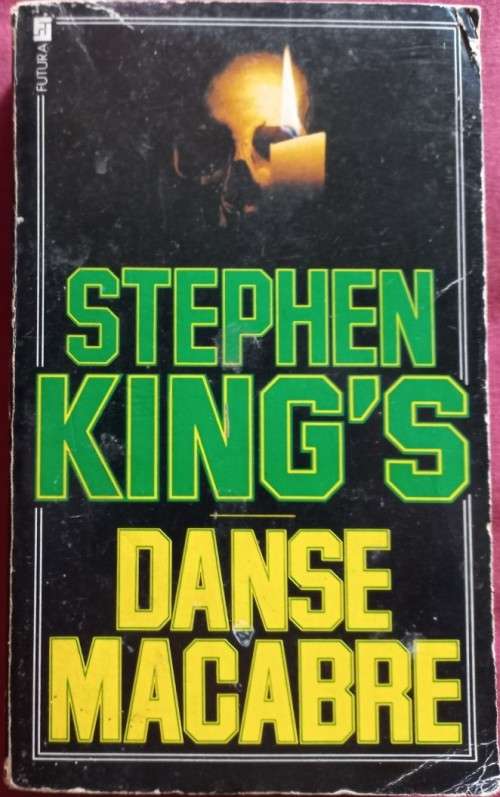 FUTURA
STEPHEN
KING'S
DANSE
MACABRE